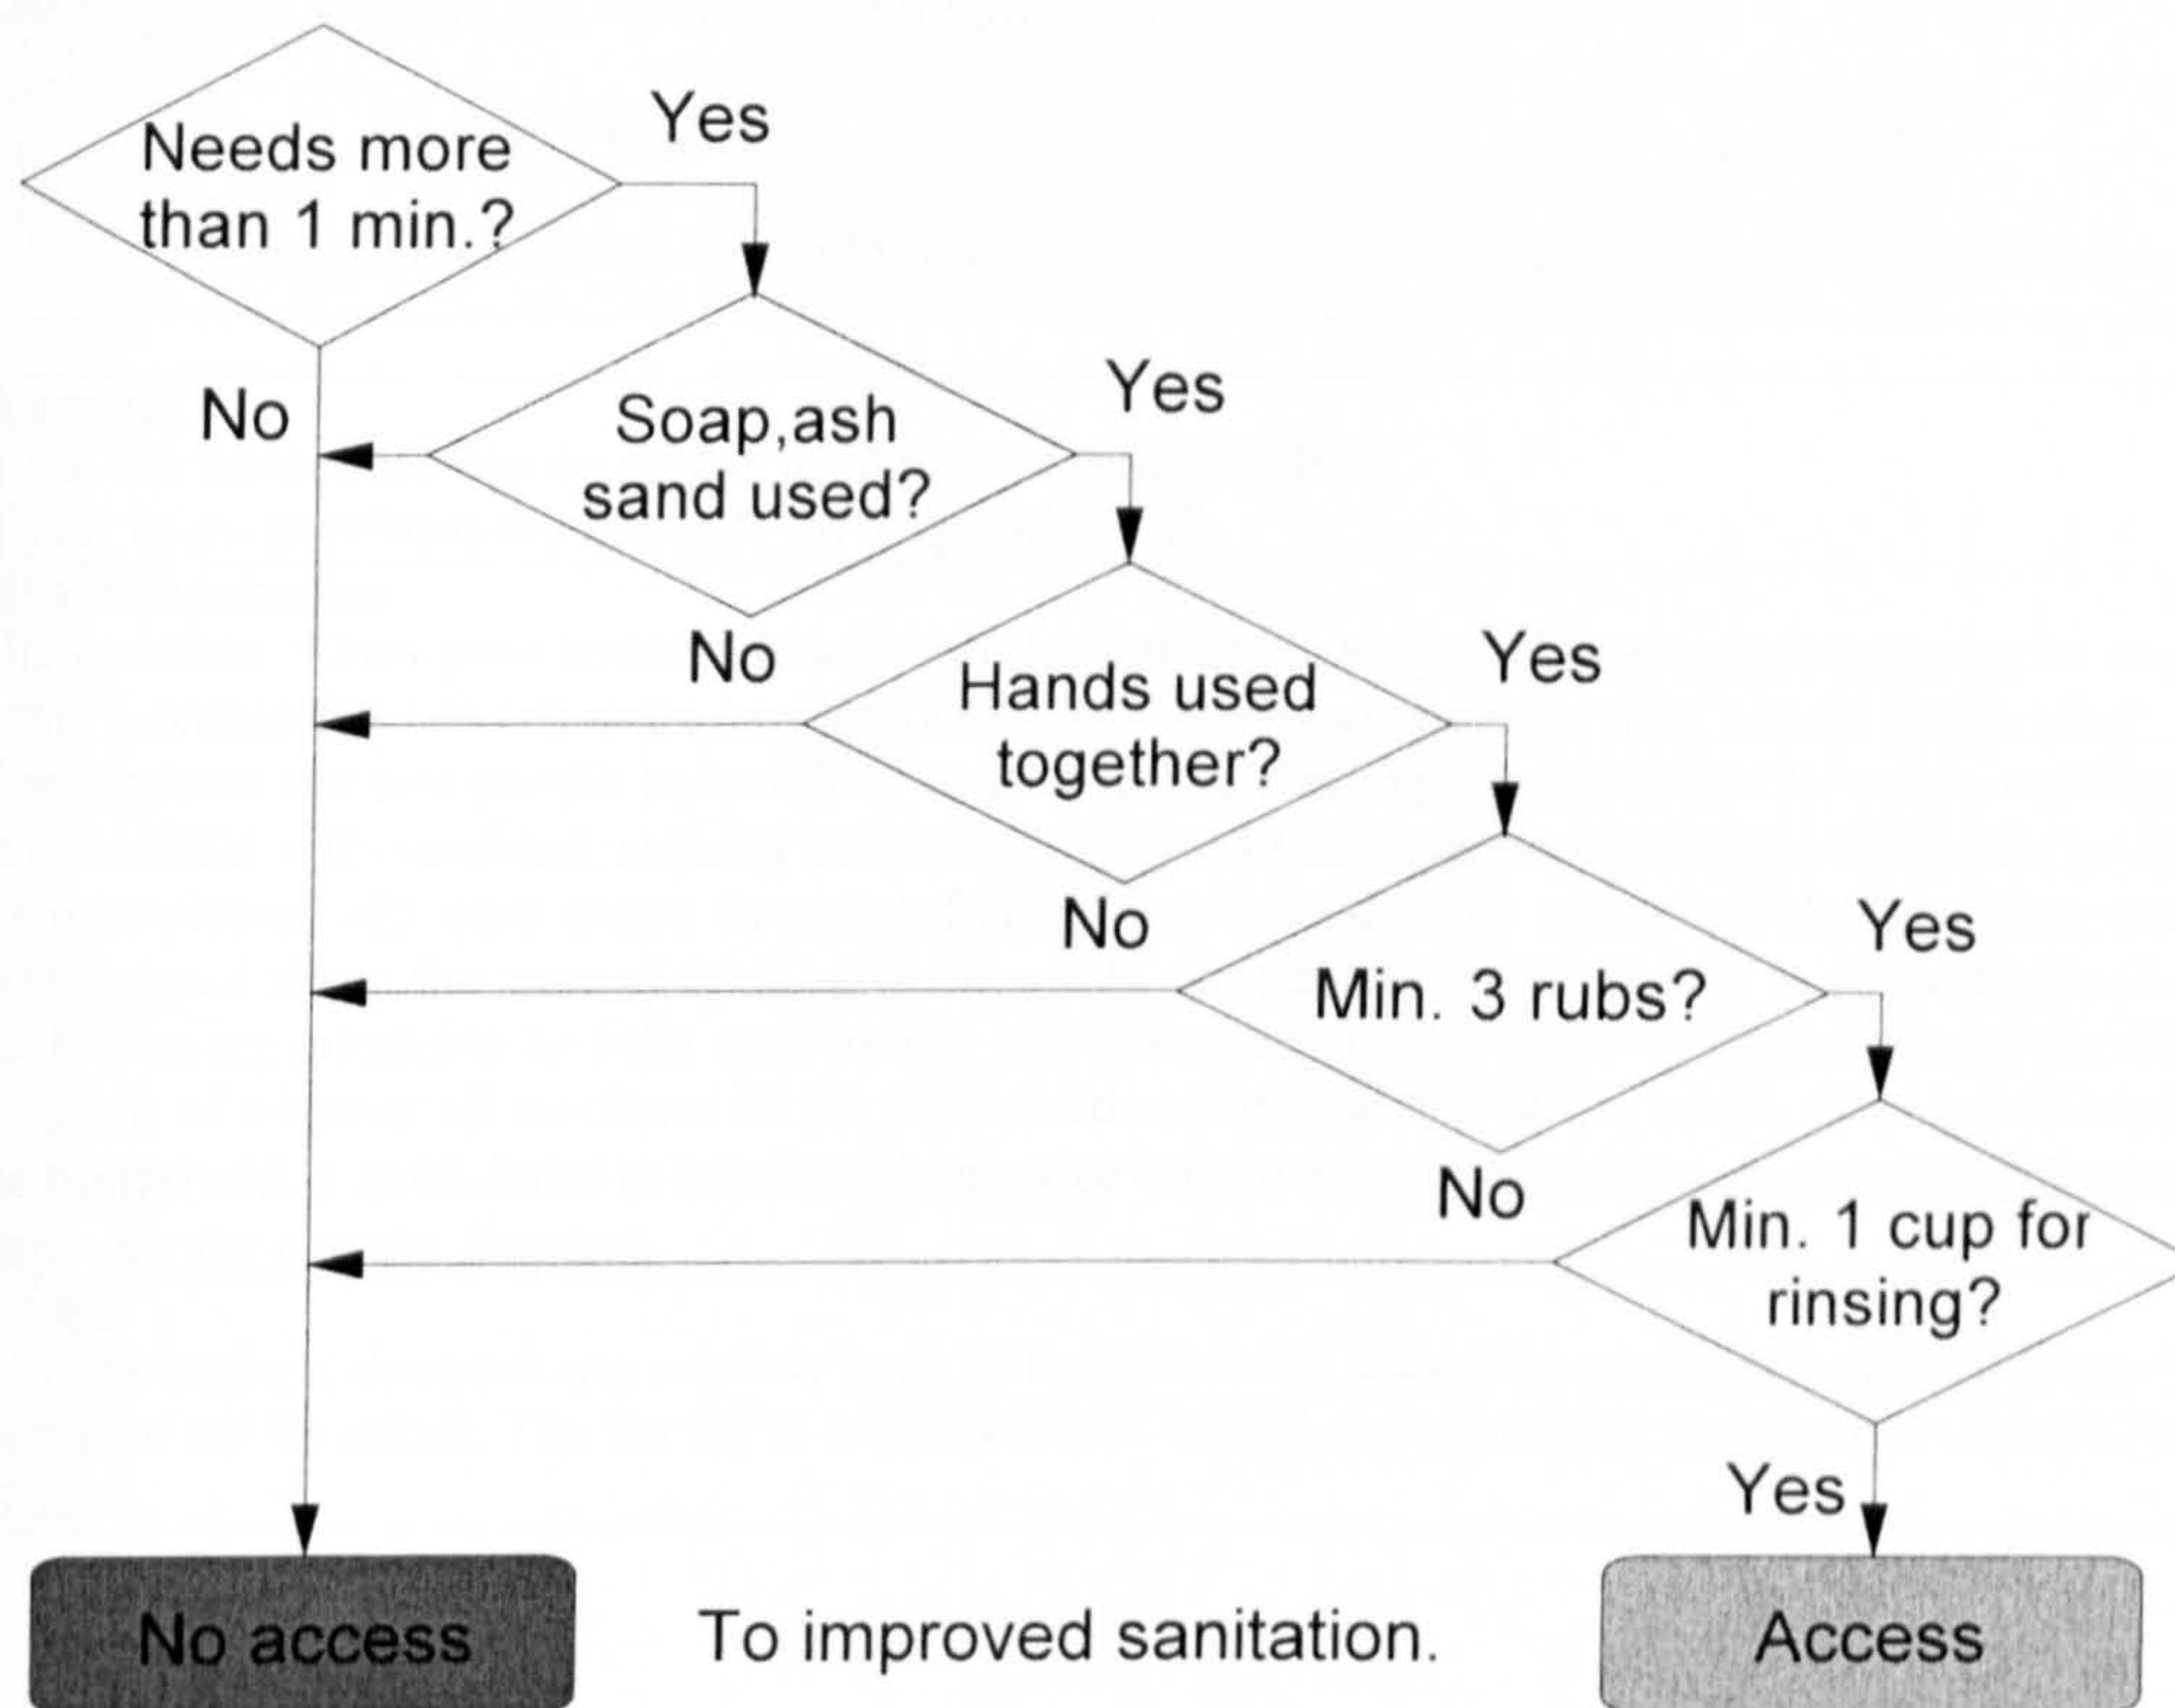 Needs more
than 1 min.?
Yes
No
Soap,ash
sand used?
Yes
No
Hands used
together?
Yes
No
Min. 3 rubs?
Yes
No
Min. 1 cup for
rinsing?
Yes
No access
To improved sanitation.
Access